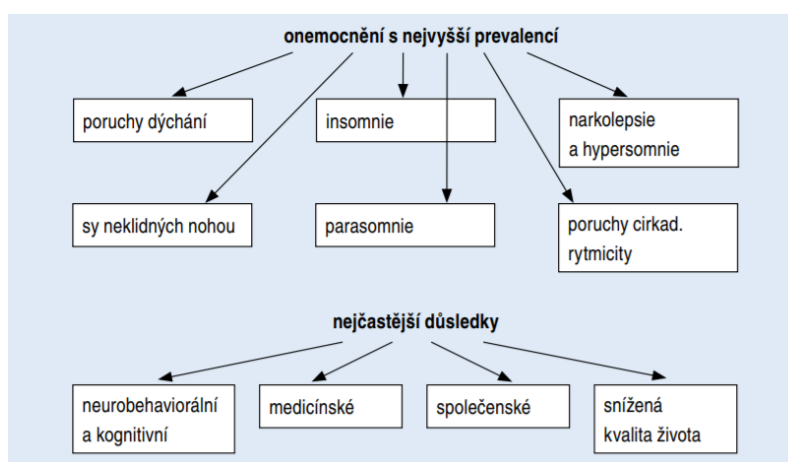 onemocnění s nejvyšší prevalencí
poruchy dýchání
insomnie
narkolepsie
a hypersomnie
sy neklidných nohou
parasomnie
poruchy cirkad.
rytmicity
nejčastější důsledky
neurobehaviorální
a kognitivní
medicínské
společenské
snížená
kvalita života